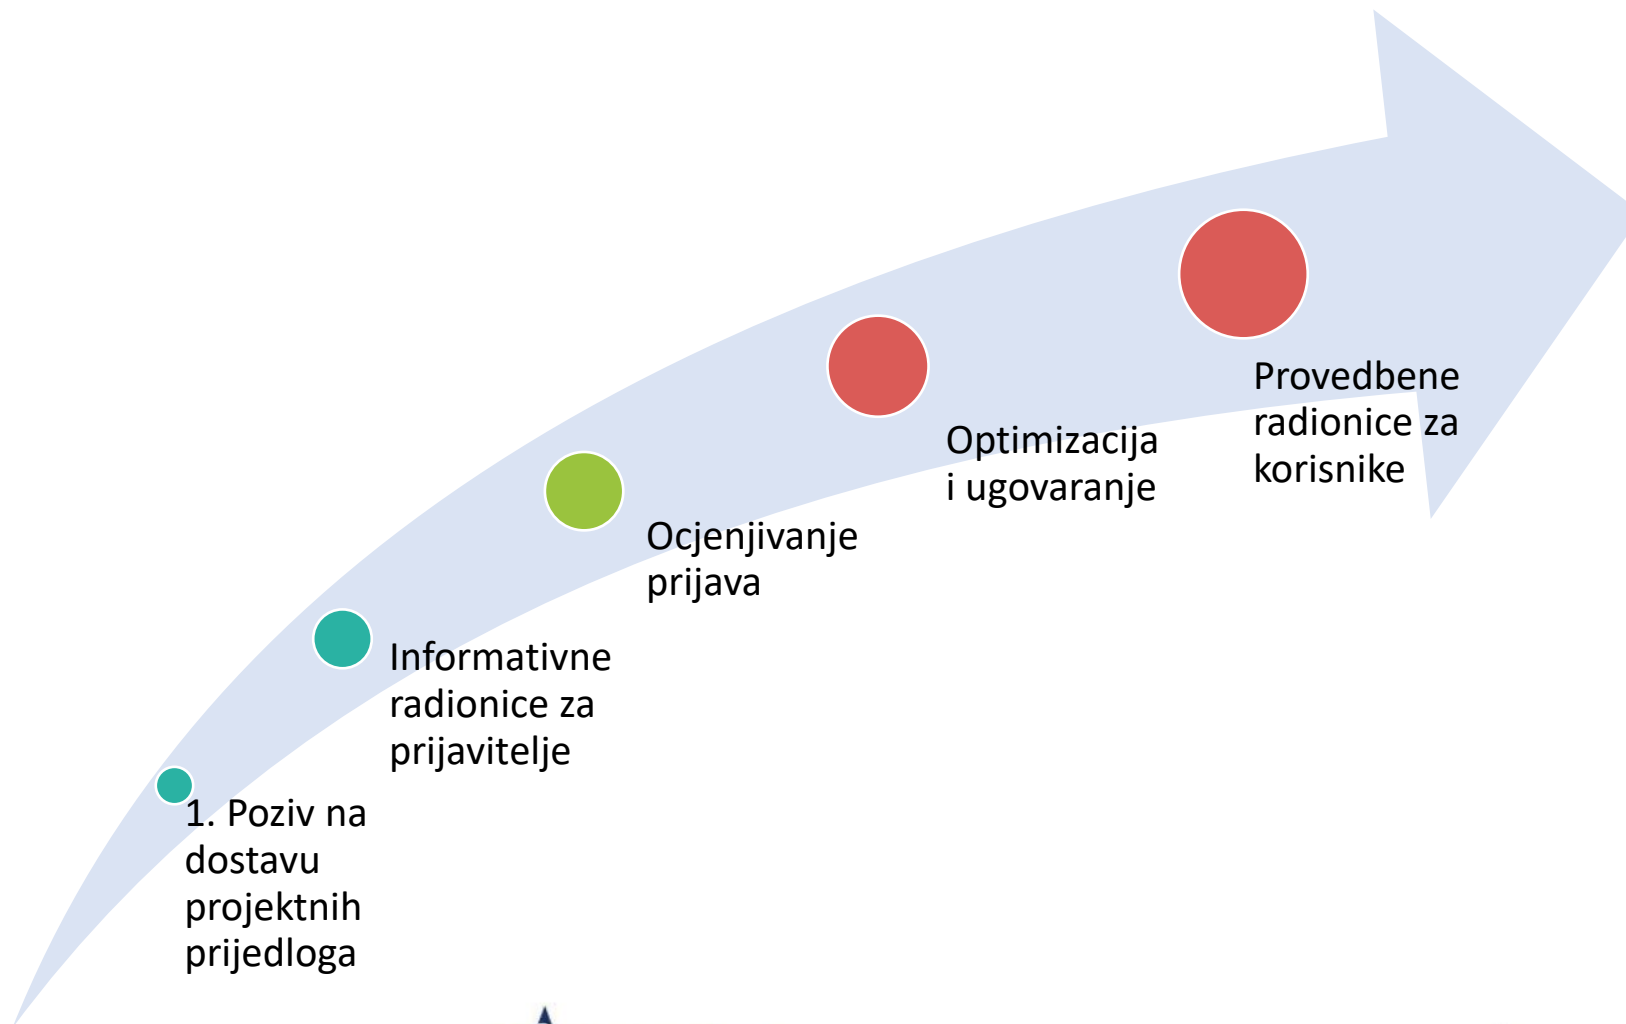 1. Poziv na
dostavu
projektnih
prijedloga
Informativne
radionice za
prijavitelje
Ocjenjivanje
prijava
Optimizacija
i ugovaranje
Provedbene
radionice za
korisnike